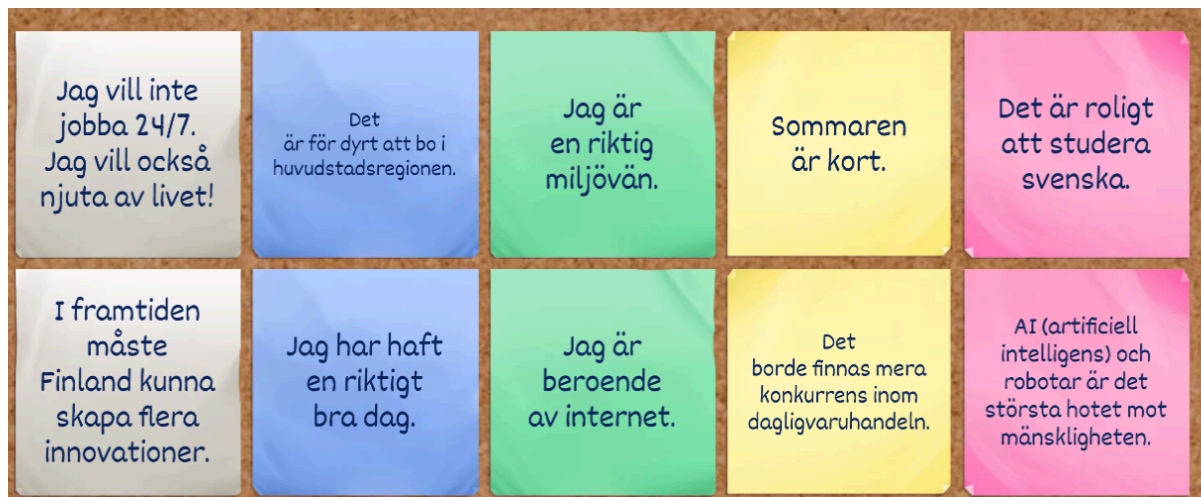 Jag vill inte
jobba 24/7.
Jag vill också
njuta av livet!
Det
är för dyrt att bo i
huvudstadsregionen.
Jag är
en riktig
miljövän.
Sommaren
är kort.
Det är roligt
att studera
svenska.
I framtiden
måste
Finland kunna
skapa flera
innovationer.
Jag har haft
en riktigt
bra dag.
Jag är
beroende
av internet.
Det
borde finnas mera
konkurrens inom
dagligvaruhandeln.
AI (artificiell
intelligens) och
robotar är det
största hotet mot
mänskligheten.